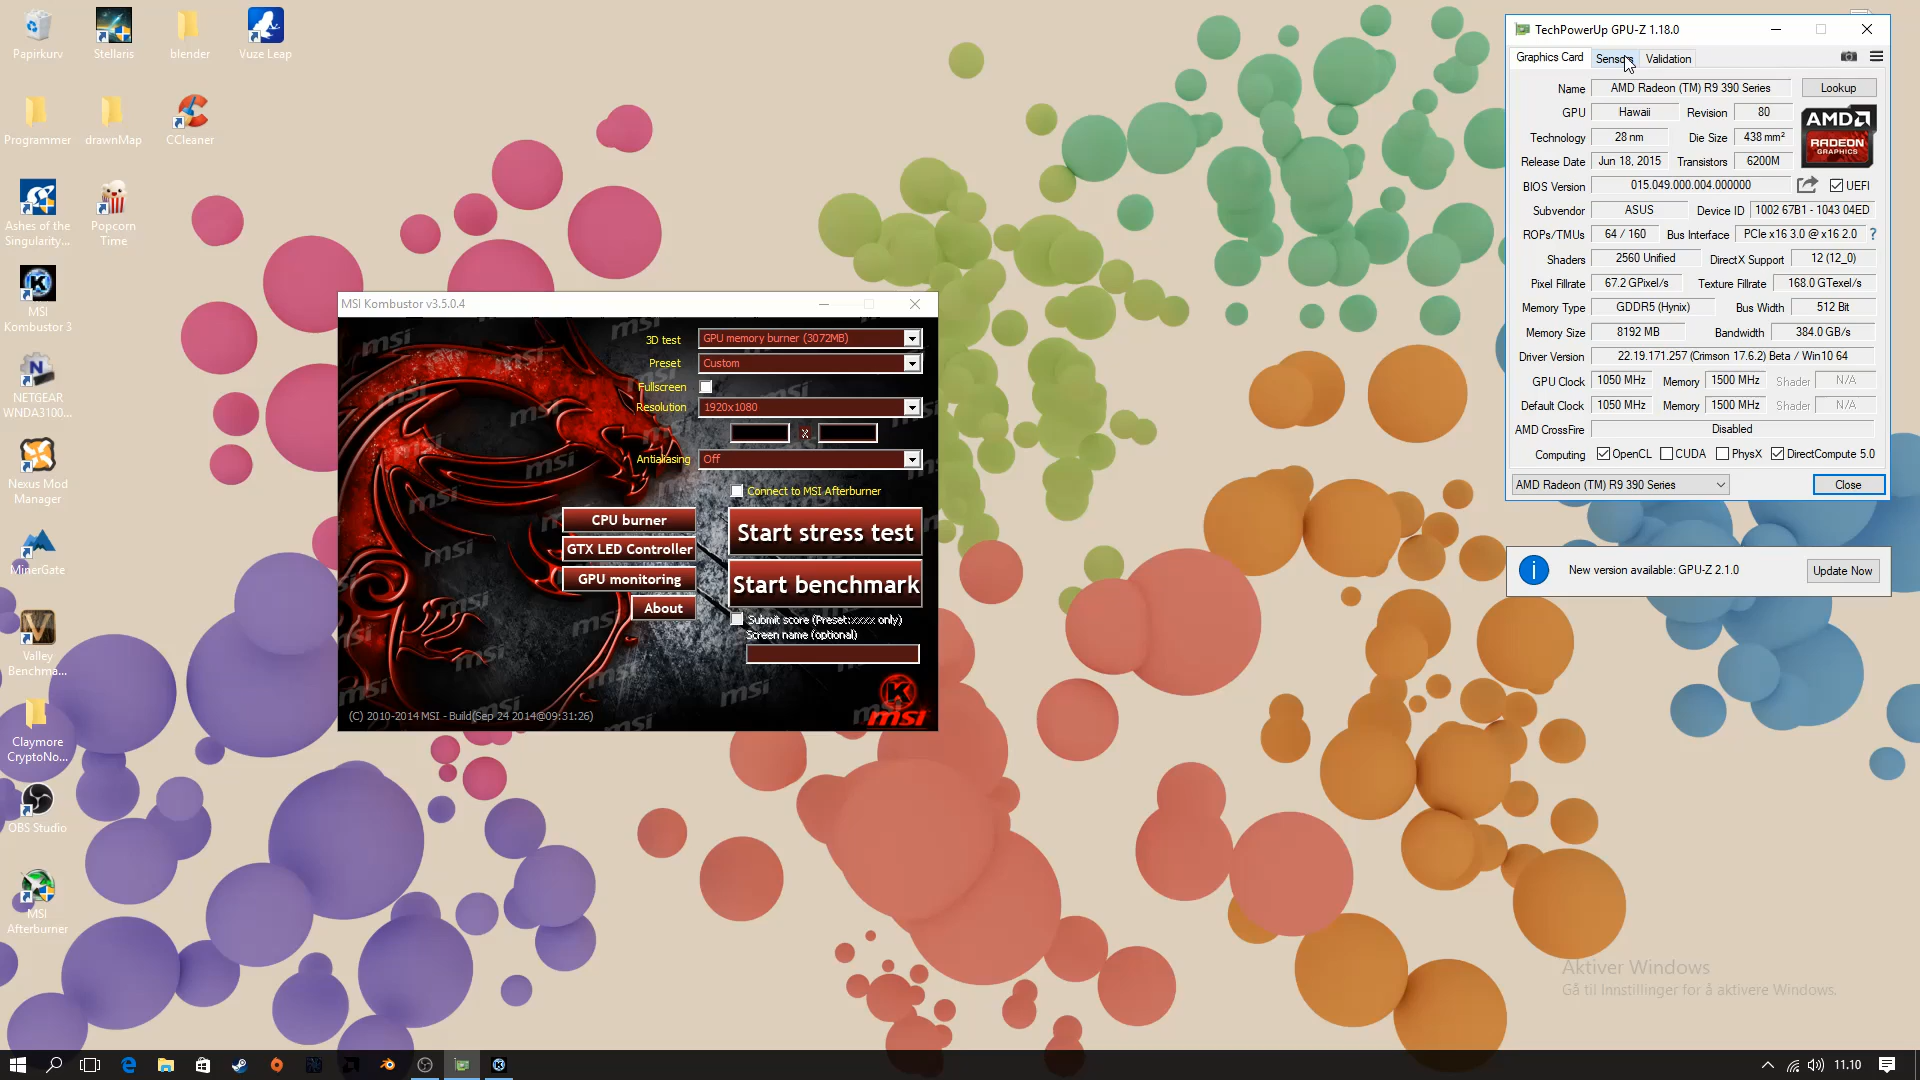 Papirkurv
Stellaris
blender
Vuze Leap
Programmer
drawnMap
CCleaner
Ashes of the
Singularity...
Popcorn
Time
MSI
Kombustor 3
NETGEAR
WNDA3100...
Nexus Mod
Manager
MinerGate
Valley
Benchma...
Claymore
CryptoNo...
OBS Studio
MSI
Afterburner
MSI Kombustor v3.5.0.4
3D test GPU memory burner (3072MB)
Preset Custom
Fullscreen
Resolution 1920x1080
X
Antialiasing Off
Connect to MSI Afterburner
CPU burner
GTX LED Controller
GPU monitoring
About
Start stress test
Start benchmark
Submit score (Preset:xxxx only)
Screen name (optional)
msi
(C) 2010-2014 MSI - Build(Sep 24 2014@09:31:26)
TechPowerUp GPU-Z 1.18.0
Graphics Card Sensors Validation
Name AMD Radeon (TM) R9 390 Series Lookup
GPU Hawaii Revision 80
Technology 28 nm Die Size 438 mm²
Release Date Jun 18, 2015 Transistors 6200M
AMD
RADEON
GRAPHICS
BIOS Version 015.049.000.004.000000 UEFI
Subvendor ASUS Device ID 1002 67B1 - 1043 04ED
ROPs/TMUs 64 / 160 Bus Interface PCIe x16 3.0 @ x16 2.0 ?
Shaders 2560 Unified DirectX Support 12 (12_0)
Pixel Fillrate 67.2 GPixel/s Texture Fillrate 168.0 GTexel/s
Memory Type GDDR5 (Hynix) Bus Width 512 Bit
Memory Size 8192 MB Bandwidth 384.0 GB/s
Driver Version 22.19.171.257 (Crimson 17.6.2) Beta / Win10 64
GPU Clock 1050 MHz Memory 1500 MHz Shader N/A
Default Clock 1050 MHz Memory 1500 MHz Shader N/A
AMD CrossFire Disabled
Computing OpenCL CUDA PhysX DirectCompute 5.0
AMD Radeon (TM) R9 390 Series Close
New version available: GPU-Z 2.1.0 Update Now
Aktiver Windows
Gå til Innstillinger for å aktivere Windows.
11.10